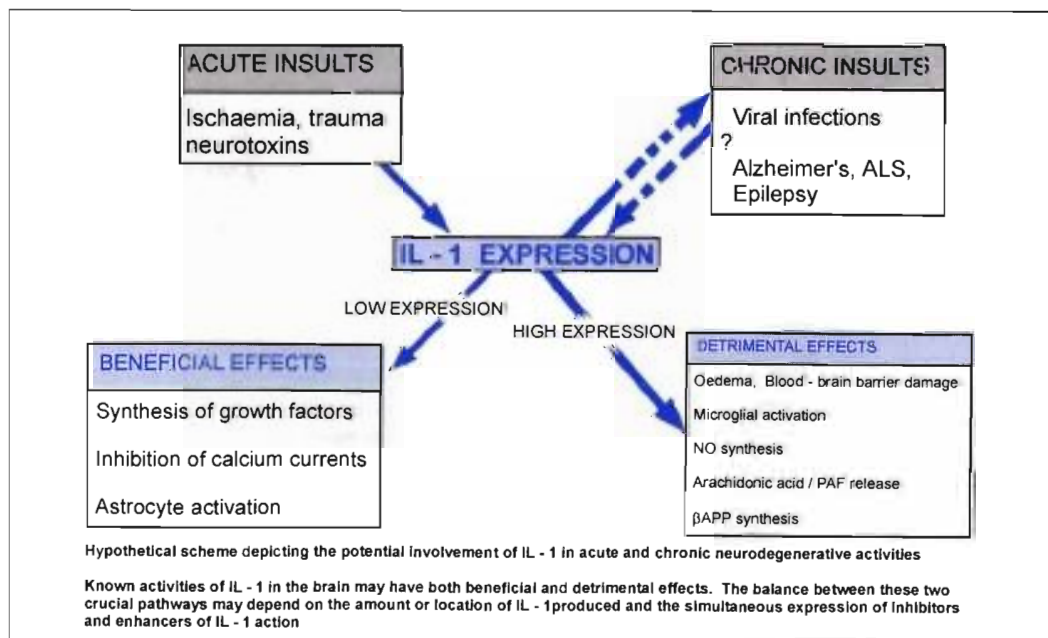 ACUTE INSULTS
Ischaemia, trauma
neurotoxins
CHRONIC INSULTS
Viral infections
?
Alzheimer's, ALS,
Epilepsy
IL - 1 EXPRESSION
LOW EXPRESSION
HIGH EXPRESSION
BENEFICIAL EFFECTS
Synthesis of growth factors
Inhibition of calcium currents
Astrocyte activation
DETRIMENTAL EFFECTS
Oedema, Blood - brain barrier damage
Microglial activation
NO synthesis
Arachidonic acid / PAF release
βAPP synthesis
Hypothetical scheme depicting the potential involvement of IL - 1 in acute and chronic neurodegenerative activities
Known activities of IL - 1 in the brain may have both beneficial and detrimental effects. The balance between these two
crucial pathways may depend on the amount or location of IL - 1produced and the simultaneous expression of inhibitors
and enhancers of IL - 1 action